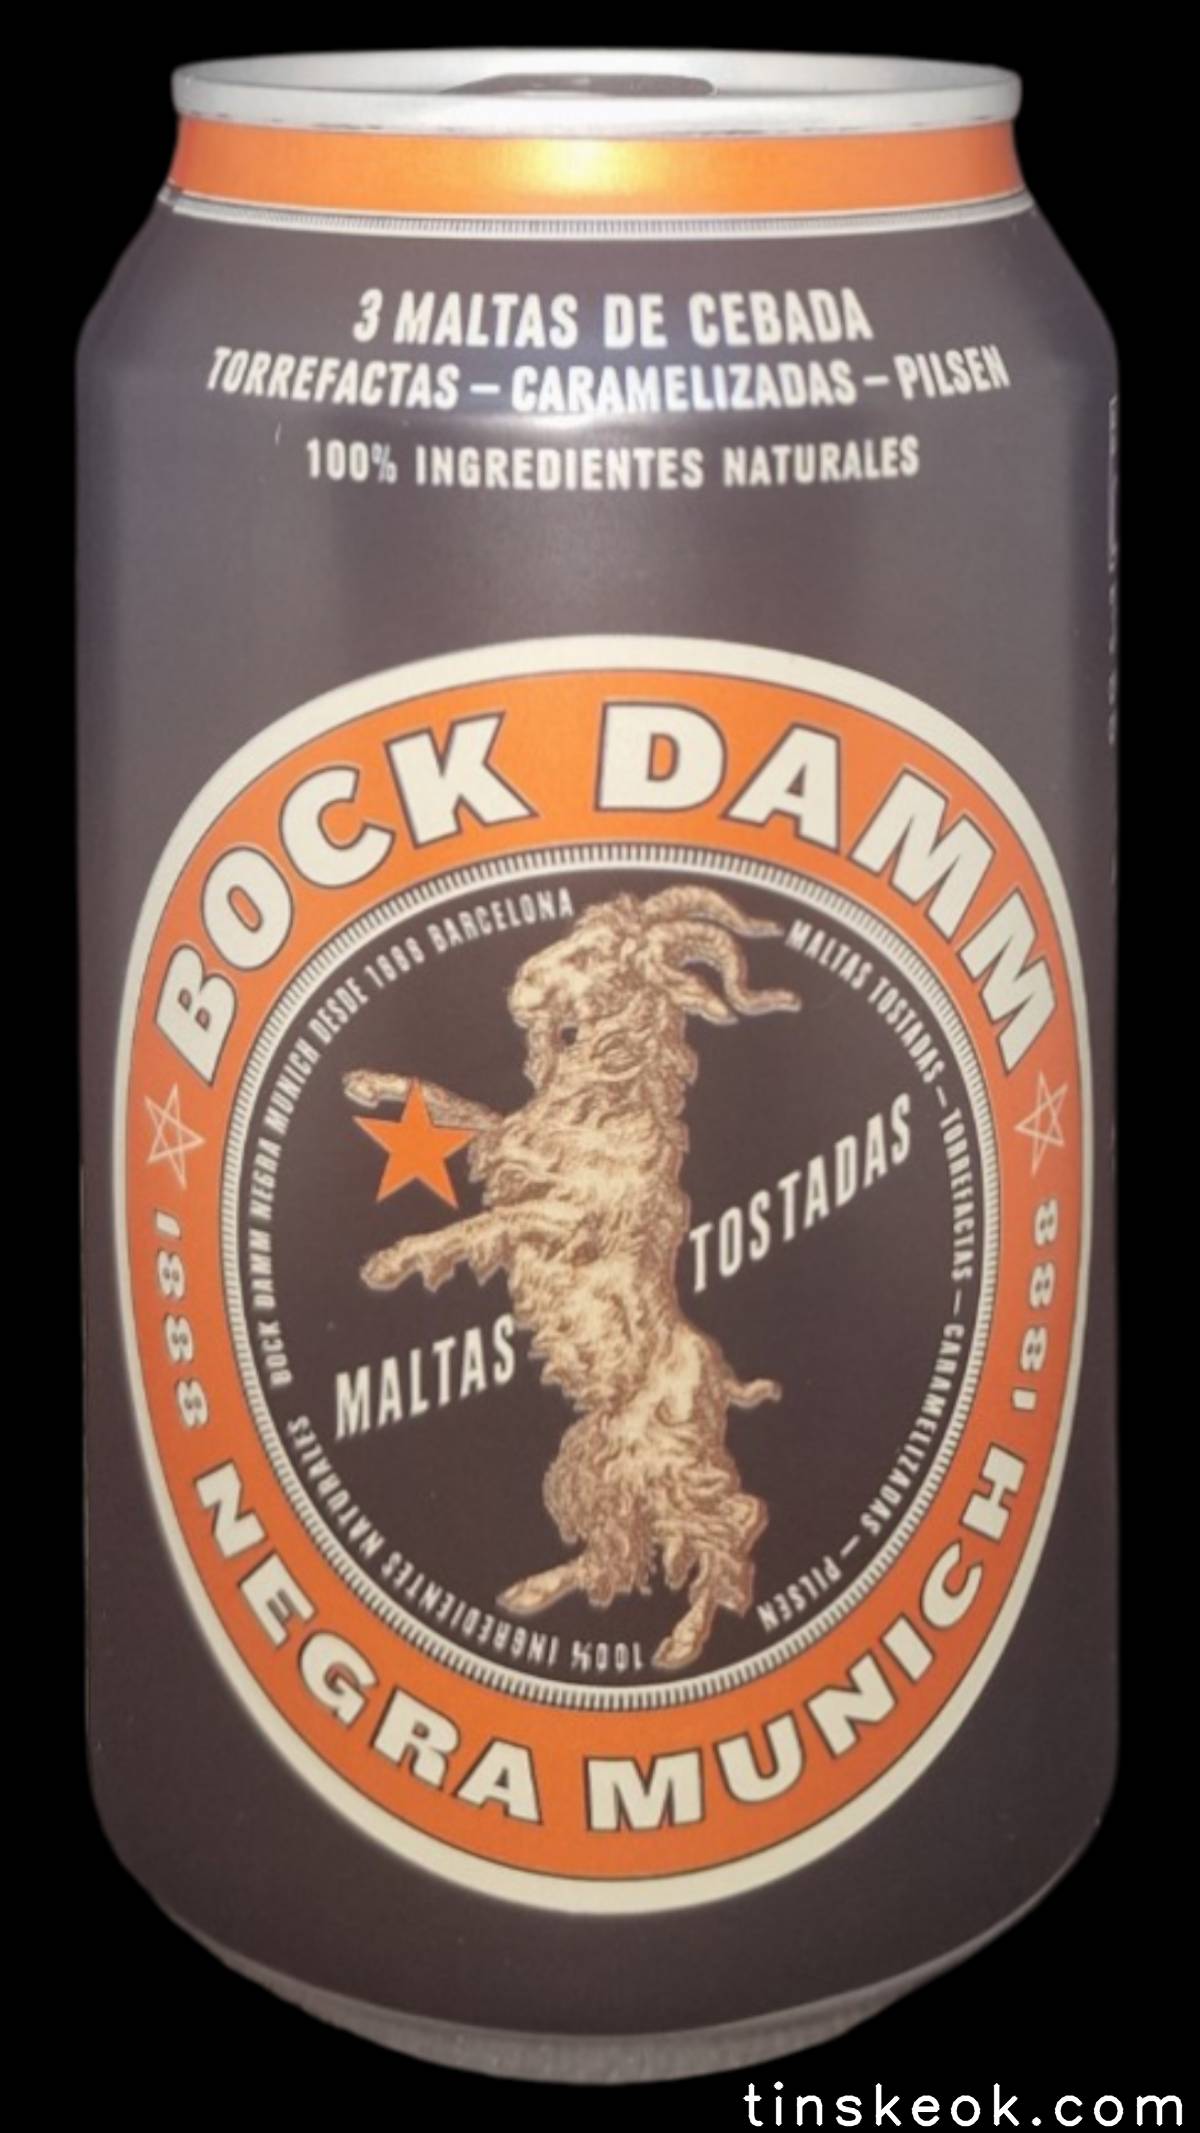 3 MALTAS DE CEBADA
TORREFACTAS – CARAMELIZADAS – PILSEN
100% INGREDIENTES NATURALES
BOCK DAMM
BOCK DAMM NEGRA MUNICH DESDE 1888 BARCELONA
MALTAS TOSTADAS – TORREFACTAS – CARAMELIZADAS – PILSEN
TOSTADAS
MALTAS
100% INGREDIENTES NATURALES
1888
1888
NEGRA MUNICH
tinskeok.com